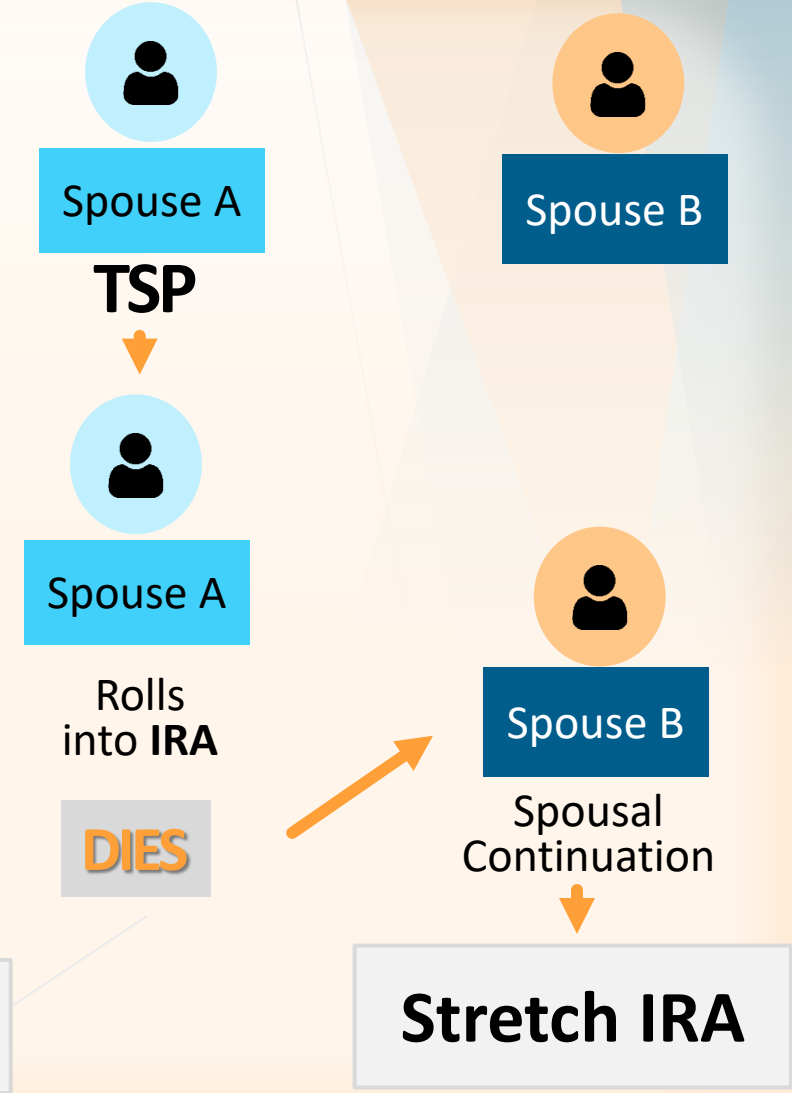 Spouse A
TSP
Spouse B
Spouse A
Rolls
into IRA
DIES
Spouse B
Spousal
Continuation
Stretch IRA